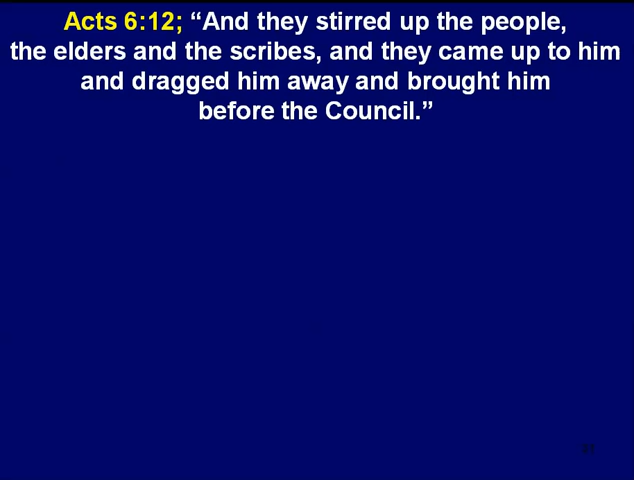 Acts 6:12; “And they stirred up the people,
the elders and the scribes, and they came up to him
and dragged him away and brought him
before the Council.”